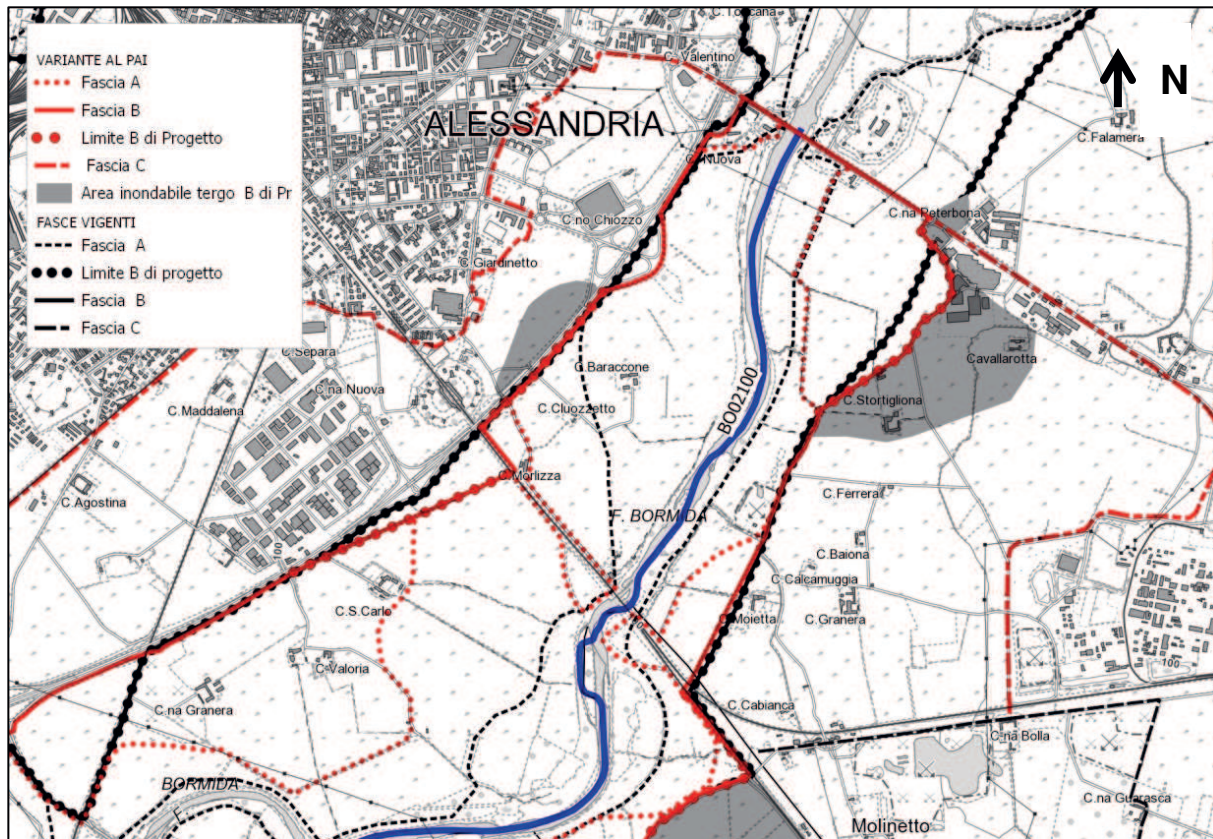 VARIANTE AL PAI
Fascia A
Fascia B
Limite B di Progetto
Fascia C
Area inondabile tergo B di Pr
FASCE VIGENTI
Fascia A
Limite B di progetto
Fascia B
Fascia C
N
C. Valentino
ALESSANDRIA
C. Nuova
C.Falamera
C.no Chiozzo
C.na Peterbona
C. Giardinetto
C.Separa
C.na Nuova
C.Baraccone
Cavallarotta
C.Maddalena
C.Cluozzetto
BO02100
C.Stortigliona
C.Morlizza
C.Agostina
C.Ferrera
F. BORMIDA
100
C.Baiona
C.Calcamuggia
C.S.Carlo
C.Moietta
C.Granera
C.Valoria
100
C.na Granera
C.Cabianca
C.na Bolla
BORMIDA
F.
C.na Guarasca
Molinetto